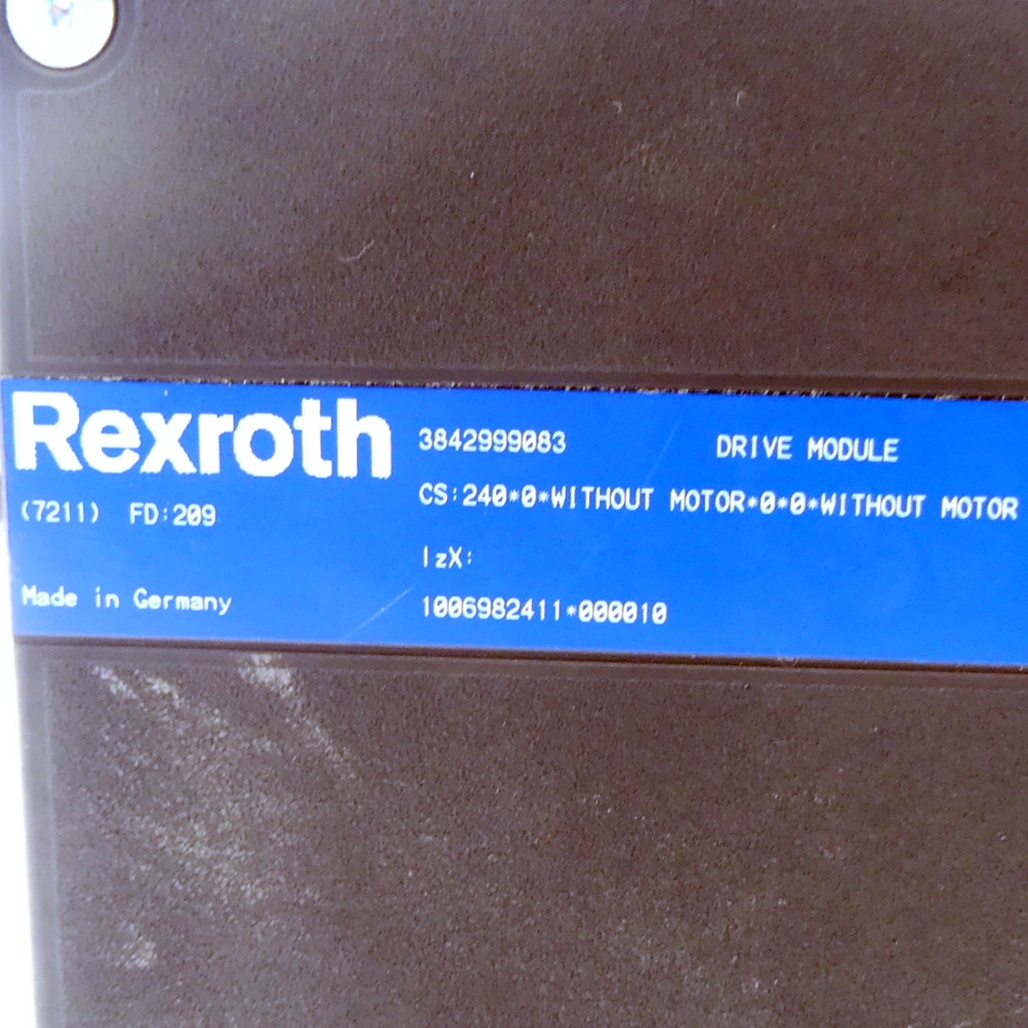 Rexroth
3842999083 DRIVE MODULE
CS:240*0*WITHOUT MOTOR*0*0*WITHOUT MOTOR
(7211) FD:209
IzX:
Made in Germany
1006982411*000010